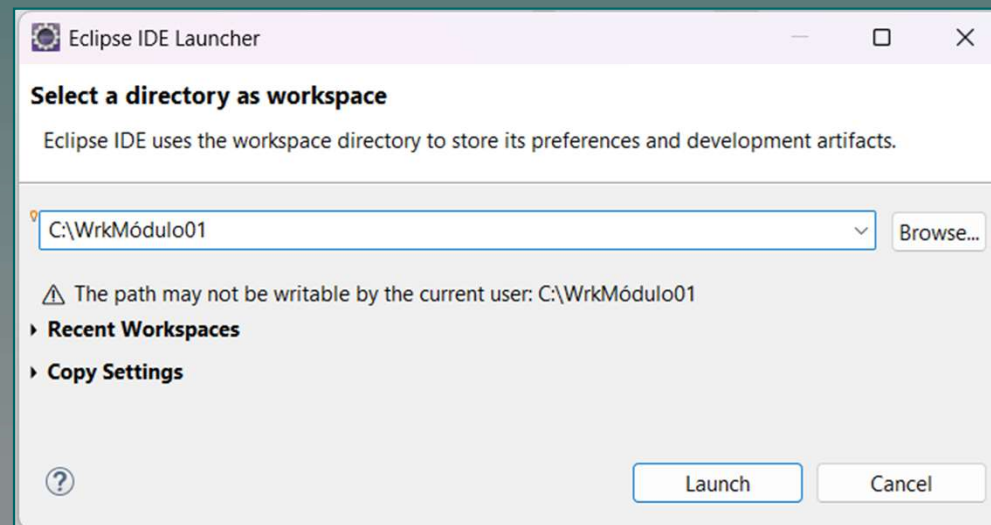 Eclipse IDE Launcher
Select a directory as workspace
Eclipse IDE uses the workspace directory to store its preferences and development artifacts.
C:\WrkMódulo01
Browse...
The path may not be writable by the current user: C:\WrkMódulo01
Recent Workspaces
Copy Settings
?
Launch
Cancel